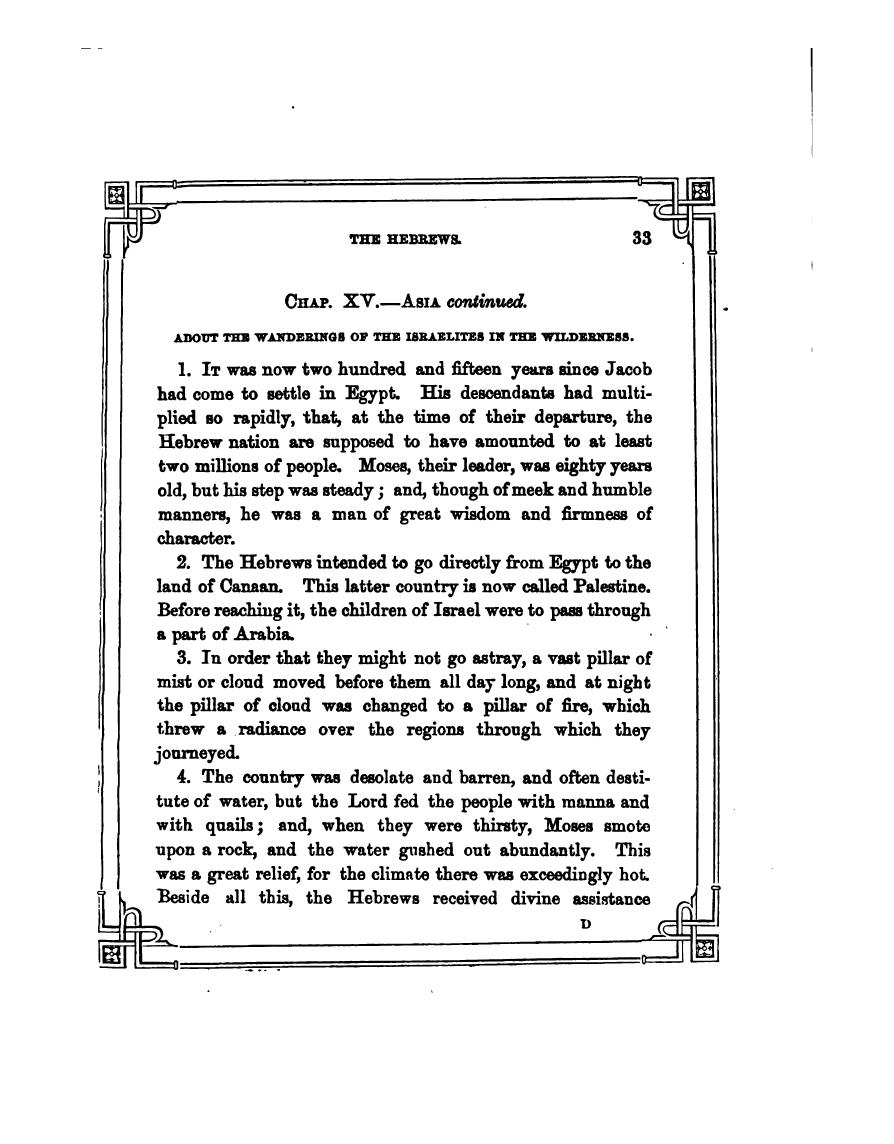 THE HEBREWS. 33
CHAP. XV.—ASIA continued.
ABOUT THE WANDERINGS OF THE ISRAELITES IN THE WILDERNESS.
1. IT was now two hundred and fifteen years since Jacob
had come to settle in Egypt. His descendants had multi-
plied so rapidly, that, at the time of their departure, the
Hebrew nation are supposed to have amounted to at least
two millions of people. Moses, their leader, was eighty years
old, but his step was steady; and, though of meek and humble
manners, he was a man of great wisdom and firmness of
character.
2. The Hebrews intended to go directly from Egypt to the
land of Canaan. This latter country is now called Palestine.
Before reaching it, the children of Israel were to pass through
a part of Arabia.
3. In order that they might not go astray, a vast pillar of
mist or cloud moved before them all day long, and at night
the pillar of cloud was changed to a pillar of fire, which
threw a radiance over the regions through which they
journeyed.
4. The country was desolate and barren, and often desti-
tute of water, but the Lord fed the people with manna and
with quails; and, when they were thirsty, Moses smote
upon a rock, and the water gushed out abundantly. This
was a great relief, for the climate there was exceedingly hot.
Beside all this, the Hebrews received divine assistance
D